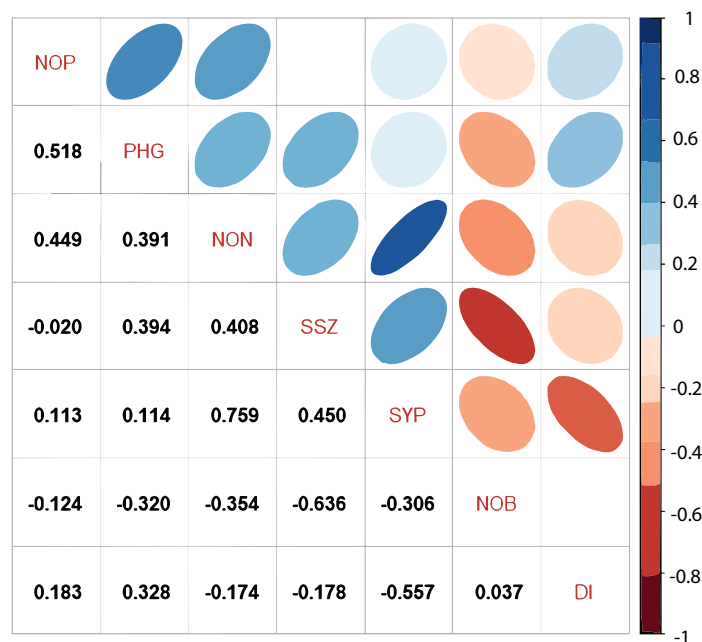 NOP
0.518 PHG
0.449 0.391 NON
-0.020 0.394 0.408 SSZ
0.113 0.114 0.759 0.450 SYP
-0.124 -0.320 -0.354 -0.636 -0.306 NOB
0.183 0.328 -0.174 -0.178 -0.557 0.037 DI
1
0.8
0.6
0.4
0.2
0
-0.2
-0.4
-0.6
-0.8
-1